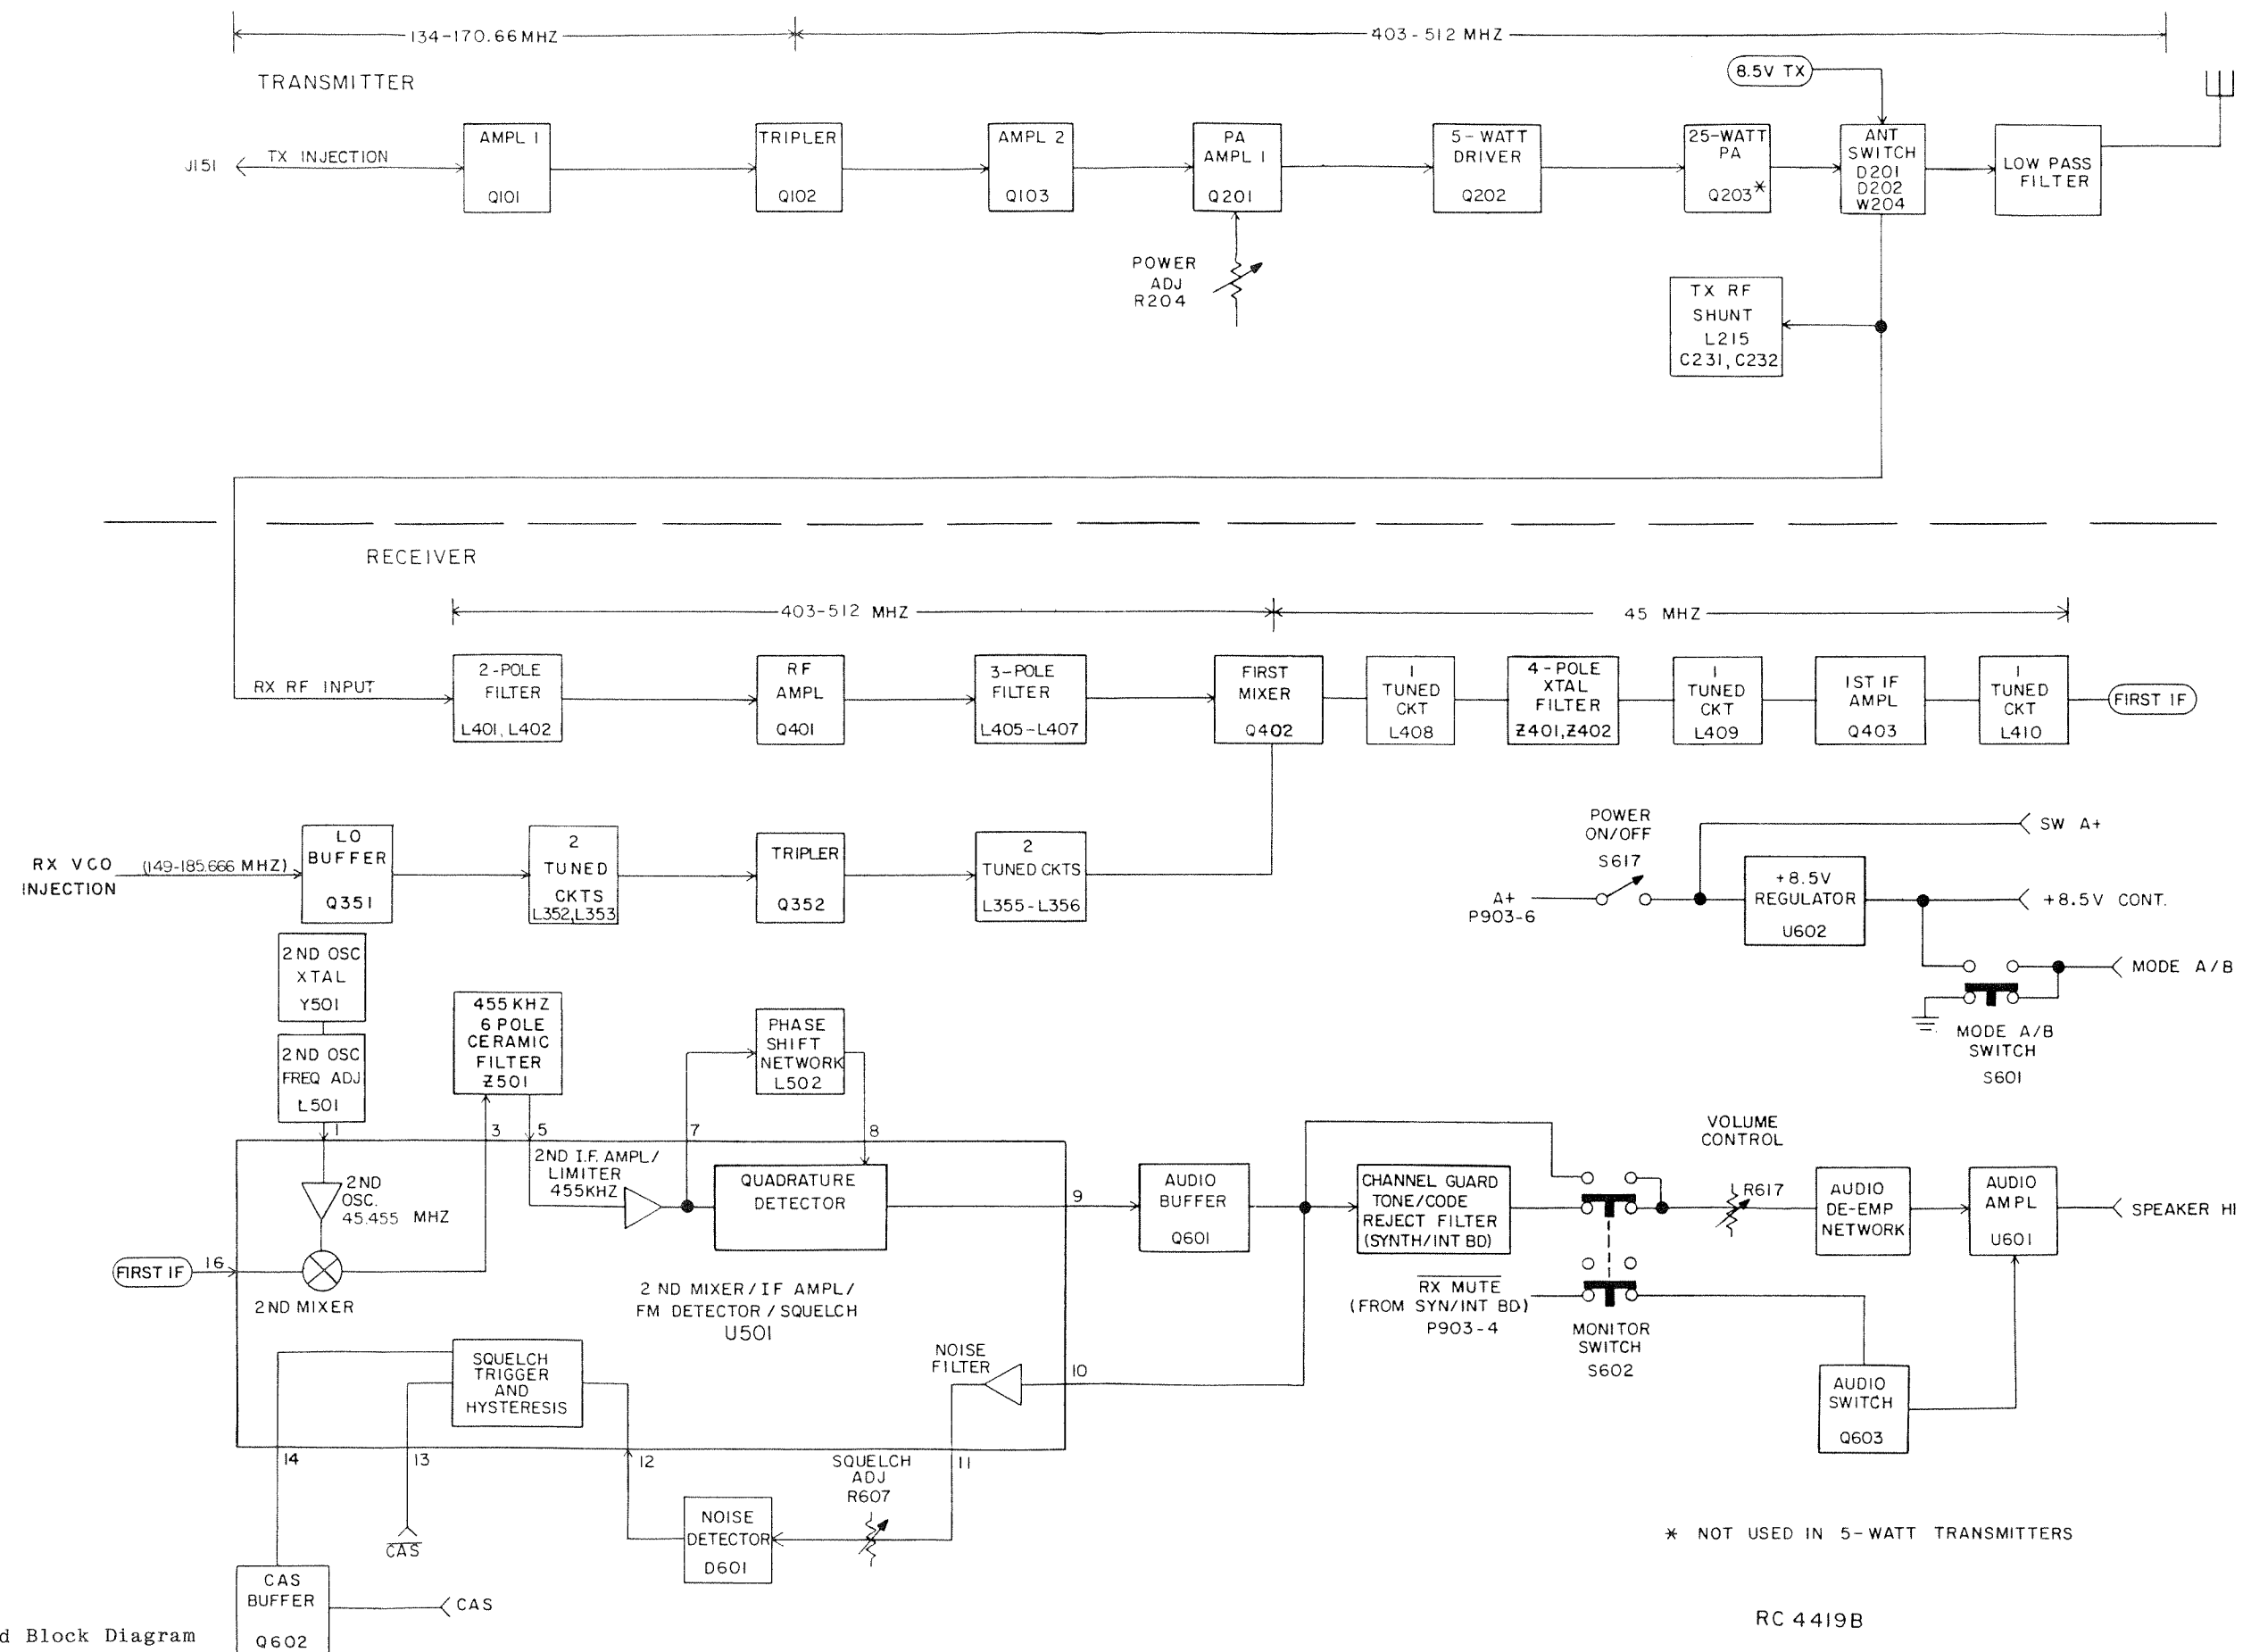 134-170.66MHZ
403-512 MHZ
TRANSMITTER
8.5V TX
J151
TX INJECTION
AMPL 1
Q101
TRIPLER
Q102
AMPL 2
Q103
PA
AMPL 1
Q201
5-WATT
DRIVER
Q202
25-WATT
PA
Q203*
ANT
SWITCH
D201
D202
W204
LOW PASS
FILTER
POWER
ADJ
R204
TX RF
SHUNT
L215
C231, C232
RECEIVER
403-512 MHZ
45 MHZ
RX RF INPUT
2-POLE
FILTER
L401, L402
RF
AMPL
Q401
3-POLE
FILTER
L405-L407
FIRST
MIXER
Q402
1
TUNED
CKT
L408
4-POLE
XTAL
FILTER
Z401,Z402
1
TUNED
CKT
L409
1ST IF
AMPL
Q403
1
TUNED
CKT
L410
FIRST IF
RX VCO
INJECTION
(149-185.666 MHZ)
LO
BUFFER
Q351
2
TUNED
CKTS
L352,L353
TRIPLER
Q352
2
TUNED CKTS
L355-L356
POWER
ON/OFF
S617
A+
P903-6
+8.5V
REGULATOR
U602
SW A+
+8.5V CONT.
MODE A/B
MODE A/B
SWITCH
S601
2ND OSC
XTAL
Y501
2ND OSC
FREQ ADJ
L501
455 KHZ
6 POLE
CERAMIC
FILTER
Z501
PHASE
SHIFT
NETWORK
L502
1
3
5
7
8
2ND
OSC.
45.455 MHZ
2ND I.F. AMPL/
LIMITER
455KHZ
QUADRATURE
DETECTOR
9
FIRST IF
16
2ND MIXER
2ND MIXER/IF AMPL/
FM DETECTOR/SQUELCH
U501
AUDIO
BUFFER
Q601
CHANNEL GUARD
TONE/CODE
REJECT FILTER
(SYNTH/INT BD)
VOLUME
CONTROL
R617
AUDIO
DE-EMP
NETWORK
AUDIO
AMPL
U601
SPEAKER HI
RX MUTE
(FROM SYN/INT BD)
P903-4
MONITOR
SWITCH
S602
AUDIO
SWITCH
Q603
SQUELCH
TRIGGER
AND
HYSTERESIS
NOISE
FILTER
10
14
13
12
11
SQUELCH
ADJ
R607
NOISE
DETECTOR
D601
CAS
CAS
BUFFER
Q602
CAS
* NOT USED IN 5-WATT TRANSMITTERS
RC 4419B
d Block Diagram